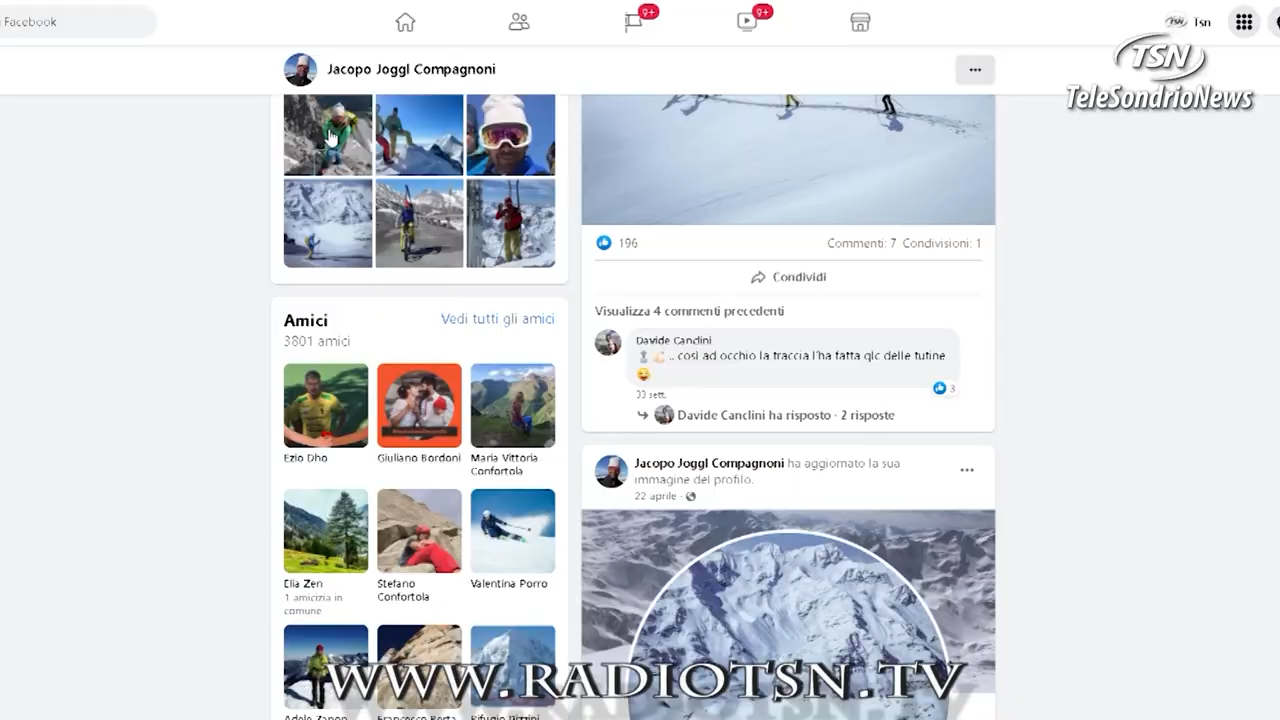 Facebook
9+
9+
Tsn
TSN
TeleSondrioNews
Jacopo Joggl Compagnoni
196
Commenti: 7 Condivisioni: 1
Condividi
Visualizza 4 commenti precedenti
Davide Canclini
.. così ad occhio la traccia l'ha fatta qlc delle tutine
3
33 sett.
Davide Canclini ha risposto · 2 risposte
Amici
Vedi tutti gli amici
3801 amici
Ezio Dho
Giuliano Bordoni
Maria Vittoria
Confortola
Elia Zen
1 amicizia in
comune
Stefano
Confortola
Valentina Porro
Jacopo Joggl Compagnoni ha aggiornato la sua
immagine del profilo.
22 aprile ·
WWW.RADIOTSN.TV